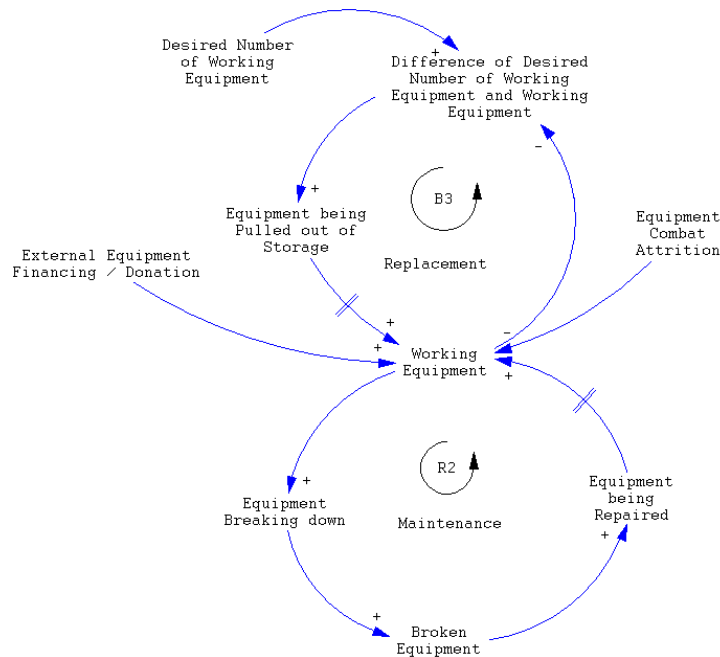 Desired Number
of Working
Equipment
+
Difference of Desired
Number of Working
Equipment and Working
Equipment
-
+
B3
Equipment being
Pulled out of
Storage
Equipment
Combat
Attrition
External Equipment
Financing / Donation
Replacement
+
+
-
Working
Equipment
+
R2
Maintenance
+
Equipment
Breaking down
Equipment
being
Repaired
+
+
Broken
Equipment